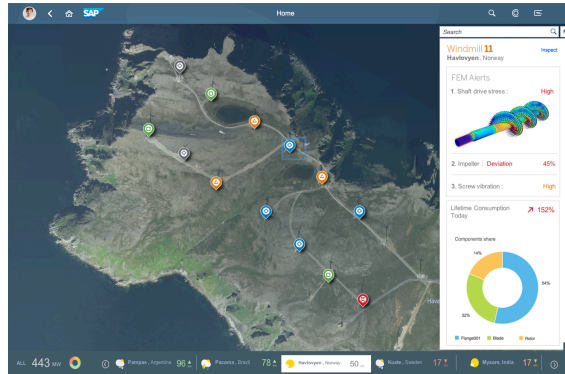 SAP Home
Search
Windmill 11 Inspect
Havlovyen, Norway
FEM Alerts
1. Shaft drive stress : High
2. Impeller : Deviation 45%
3. Screw vibration : High
Lifetime Consumption
Today 152%
Components share
14%
54%
32%
Flange001 Blade Rotor
ALL 443 MW Pampas, Argentina 96 Pacoma, Brazil 78 Havlovyen, Norway 50 Kuste, Sweden 17 Mysore, India 17